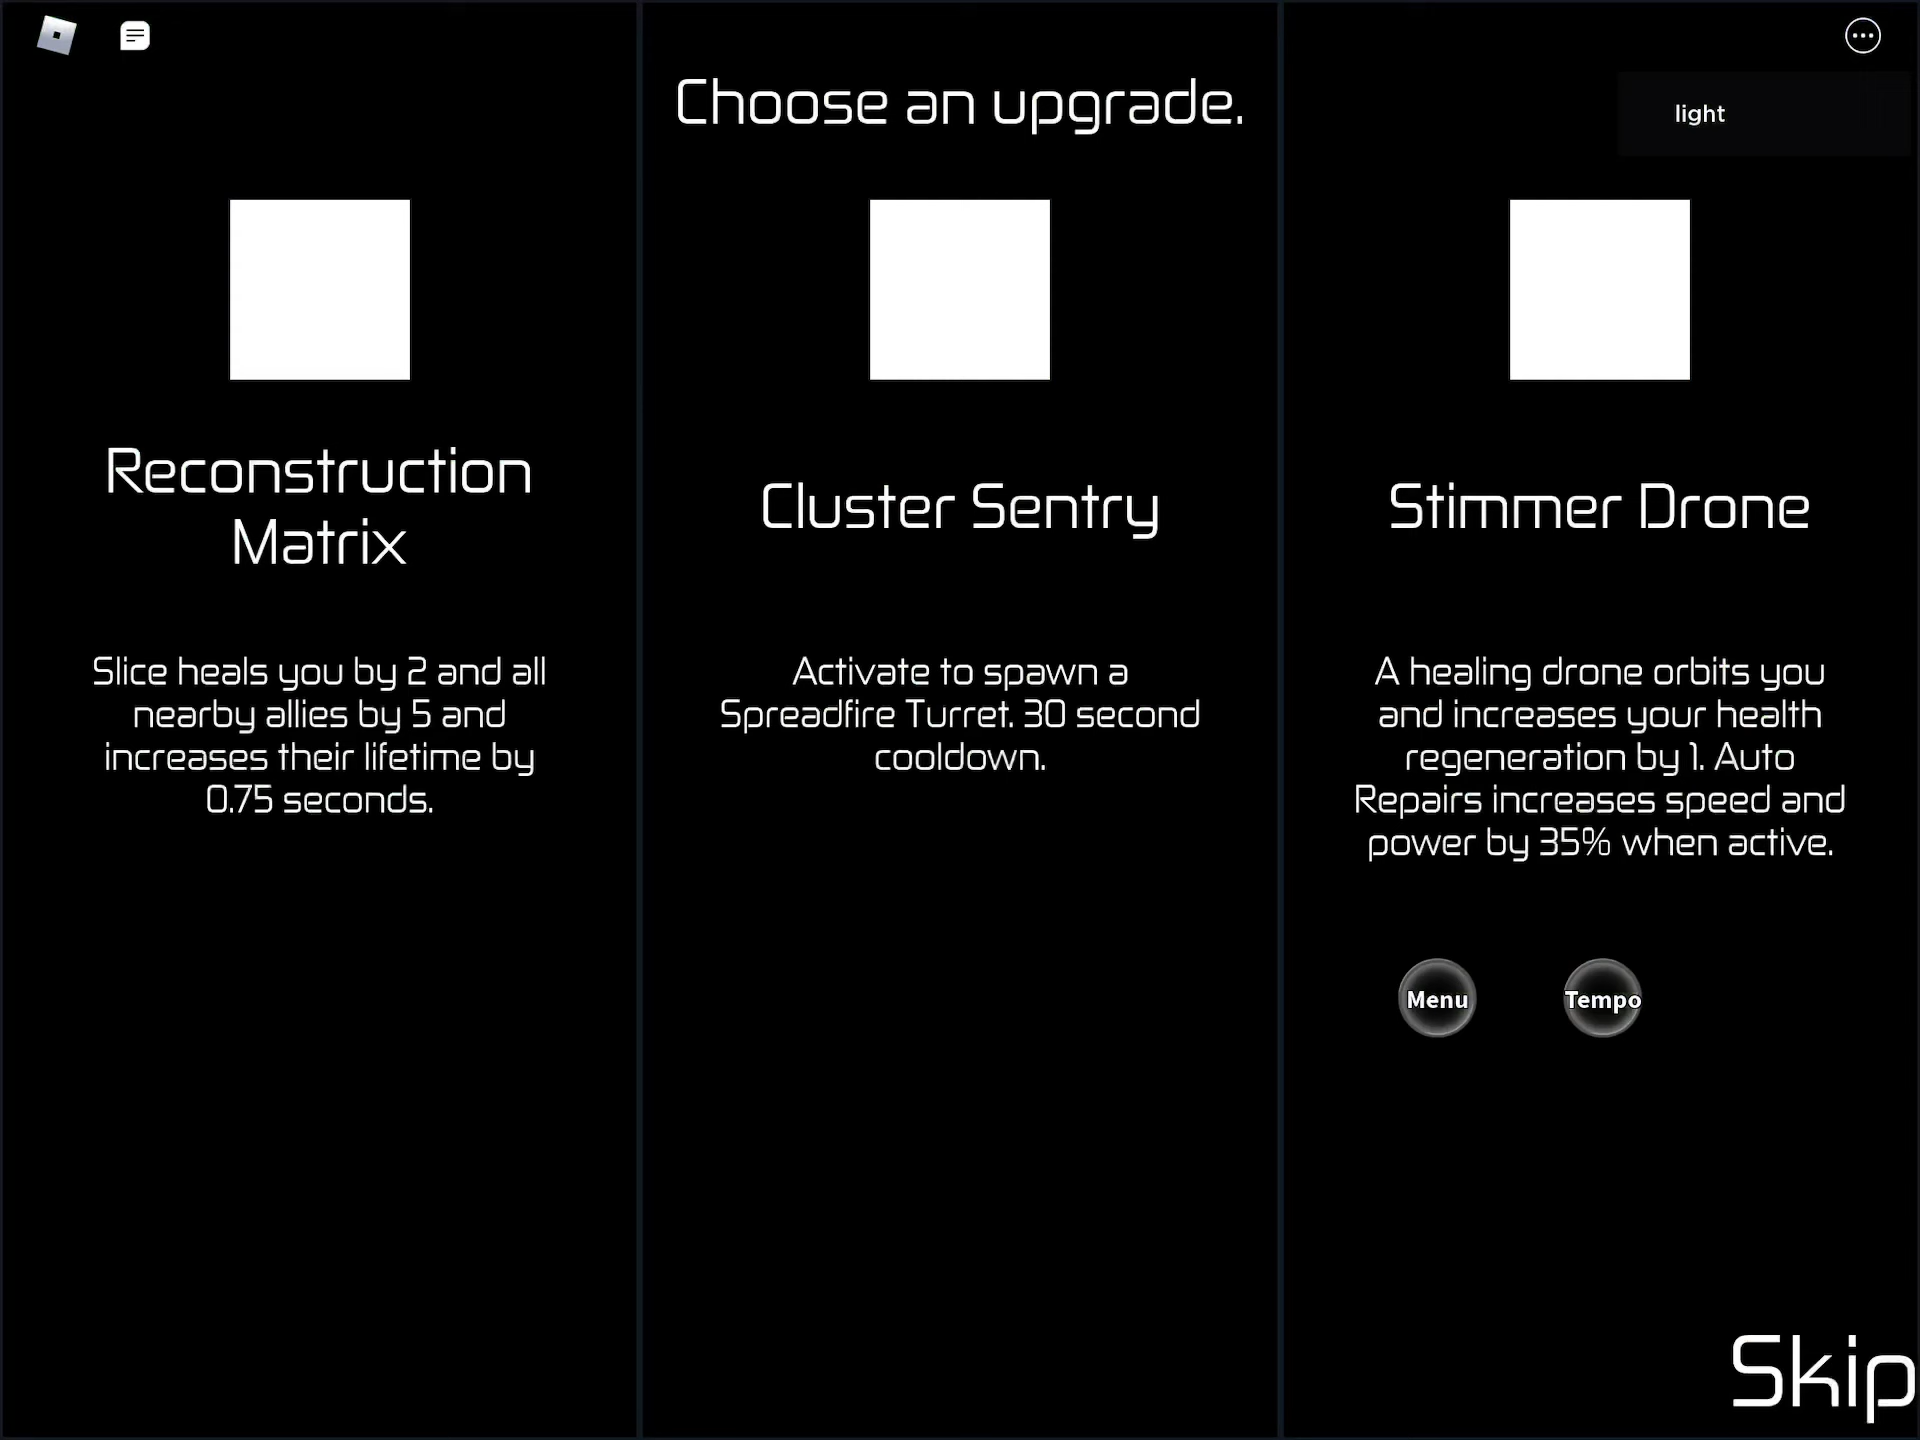 Choose an upgrade.
light
Reconstruction
Matrix
Slice heals you by 2 and all
nearby allies by 5 and
increases their lifetime by
0.75 seconds.
Cluster Sentry
Activate to spawn a
Spreadfire Turret. 30 second
cooldown.
Stimmer Drone
A healing drone orbits you
and increases your health
regeneration by 1. Auto
Repairs increases speed and
power by 35% when active.
Menu
Tempo
Skip